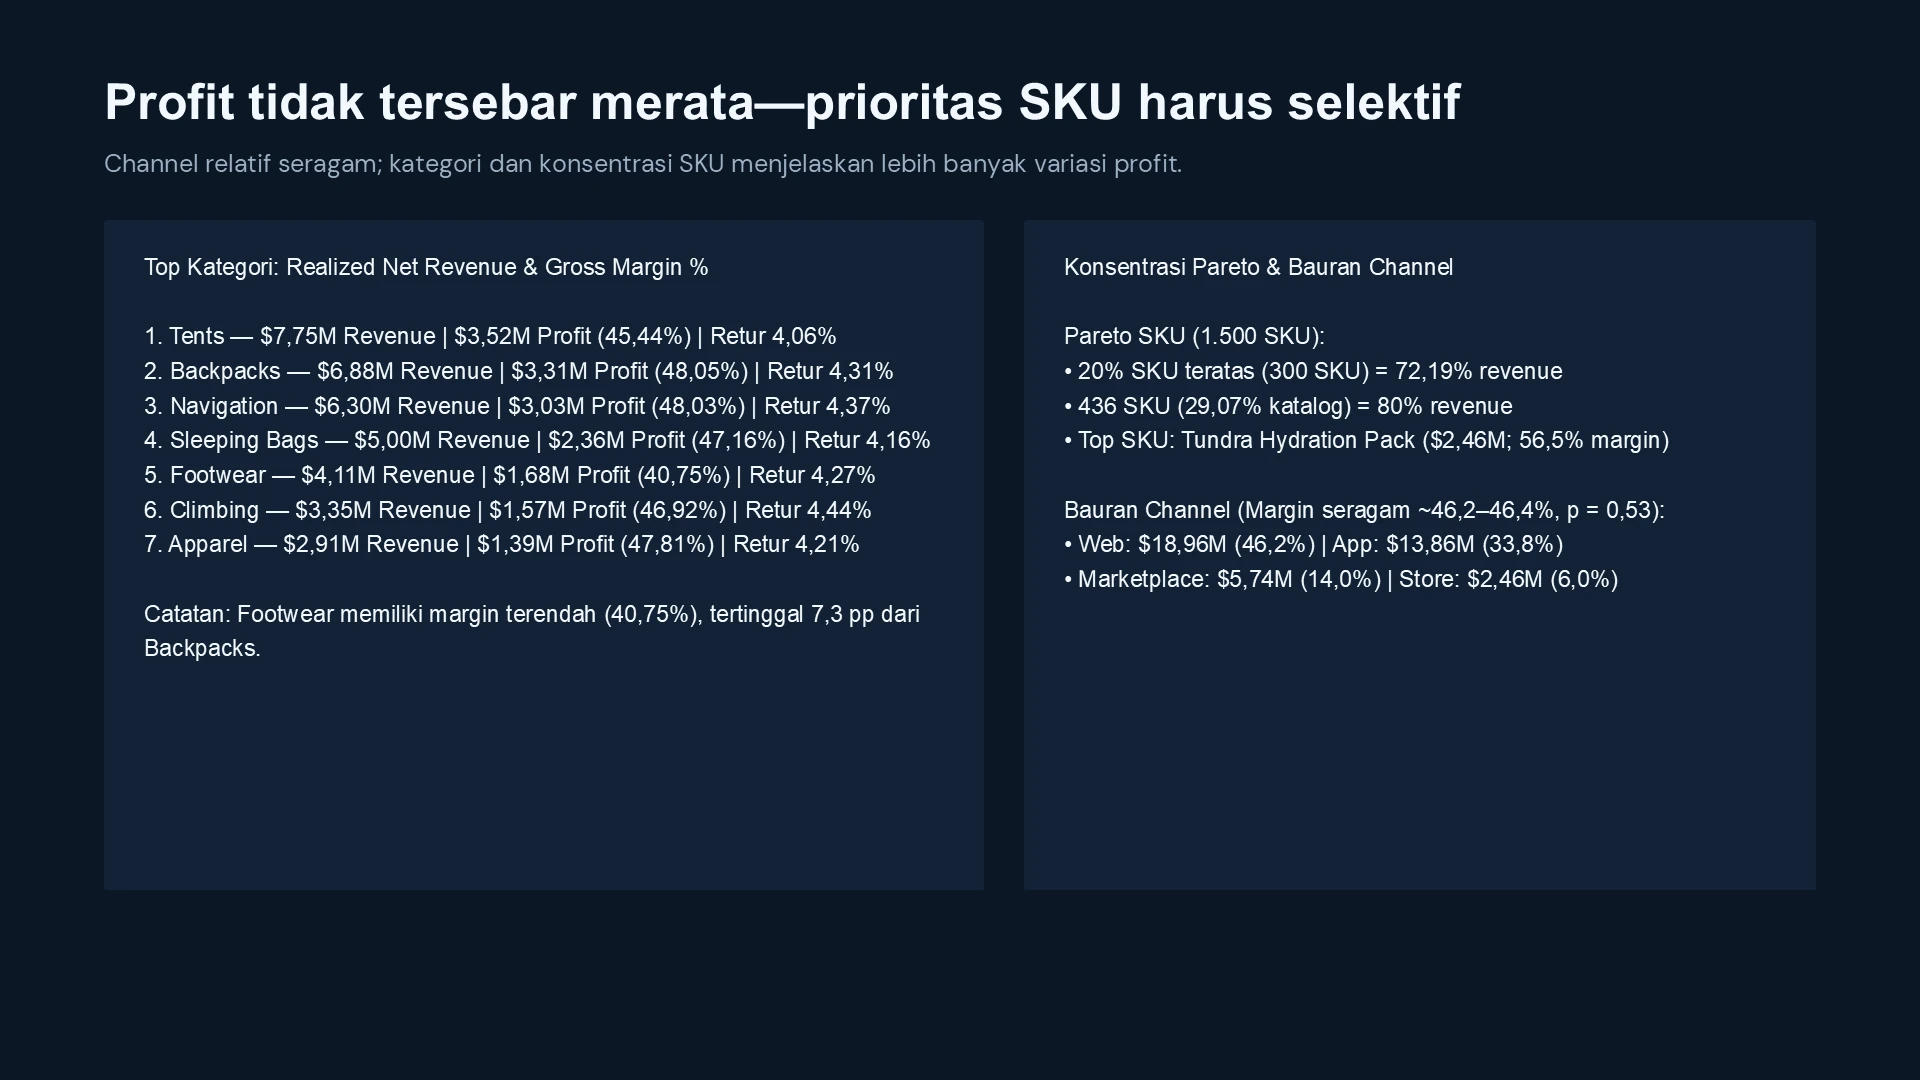 Profit tidak tersebar merata—prioritas SKU harus selektif
Channel relatif seragam; kategori dan konsentrasi SKU menjelaskan lebih banyak variasi profit.
Top Kategori: Realized Net Revenue & Gross Margin %
1. Tents — $7,75M Revenue | $3,52M Profit (45,44%) | Retur 4,06%
2. Backpacks — $6,88M Revenue | $3,31M Profit (48,05%) | Retur 4,31%
3. Navigation — $6,30M Revenue | $3,03M Profit (48,03%) | Retur 4,37%
4. Sleeping Bags — $5,00M Revenue | $2,36M Profit (47,16%) | Retur 4,16%
5. Footwear — $4,11M Revenue | $1,68M Profit (40,75%) | Retur 4,27%
6. Climbing — $3,35M Revenue | $1,57M Profit (46,92%) | Retur 4,44%
7. Apparel — $2,91M Revenue | $1,39M Profit (47,81%) | Retur 4,21%
Catatan: Footwear memiliki margin terendah (40,75%), tertinggal 7,3 pp dari
Backpacks.
Konsentrasi Pareto & Bauran Channel
Pareto SKU (1.500 SKU):
• 20% SKU teratas (300 SKU) = 72,19% revenue
• 436 SKU (29,07% katalog) = 80% revenue
• Top SKU: Tundra Hydration Pack ($2,46M; 56,5% margin)
Bauran Channel (Margin seragam ~46,2–46,4%, p = 0,53):
• Web: $18,96M (46,2%) | App: $13,86M (33,8%)
• Marketplace: $5,74M (14,0%) | Store: $2,46M (6,0%)